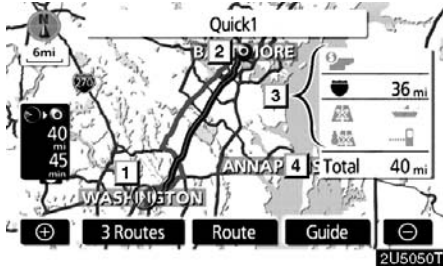 N
Quick1
6mi
B 2 ORE
270
3
36 mi
40
mi
45
min
1
ANNAP 4 S
Total 40 mi
WASHINGTON
3 Routes
Route
Guide
2U5050T